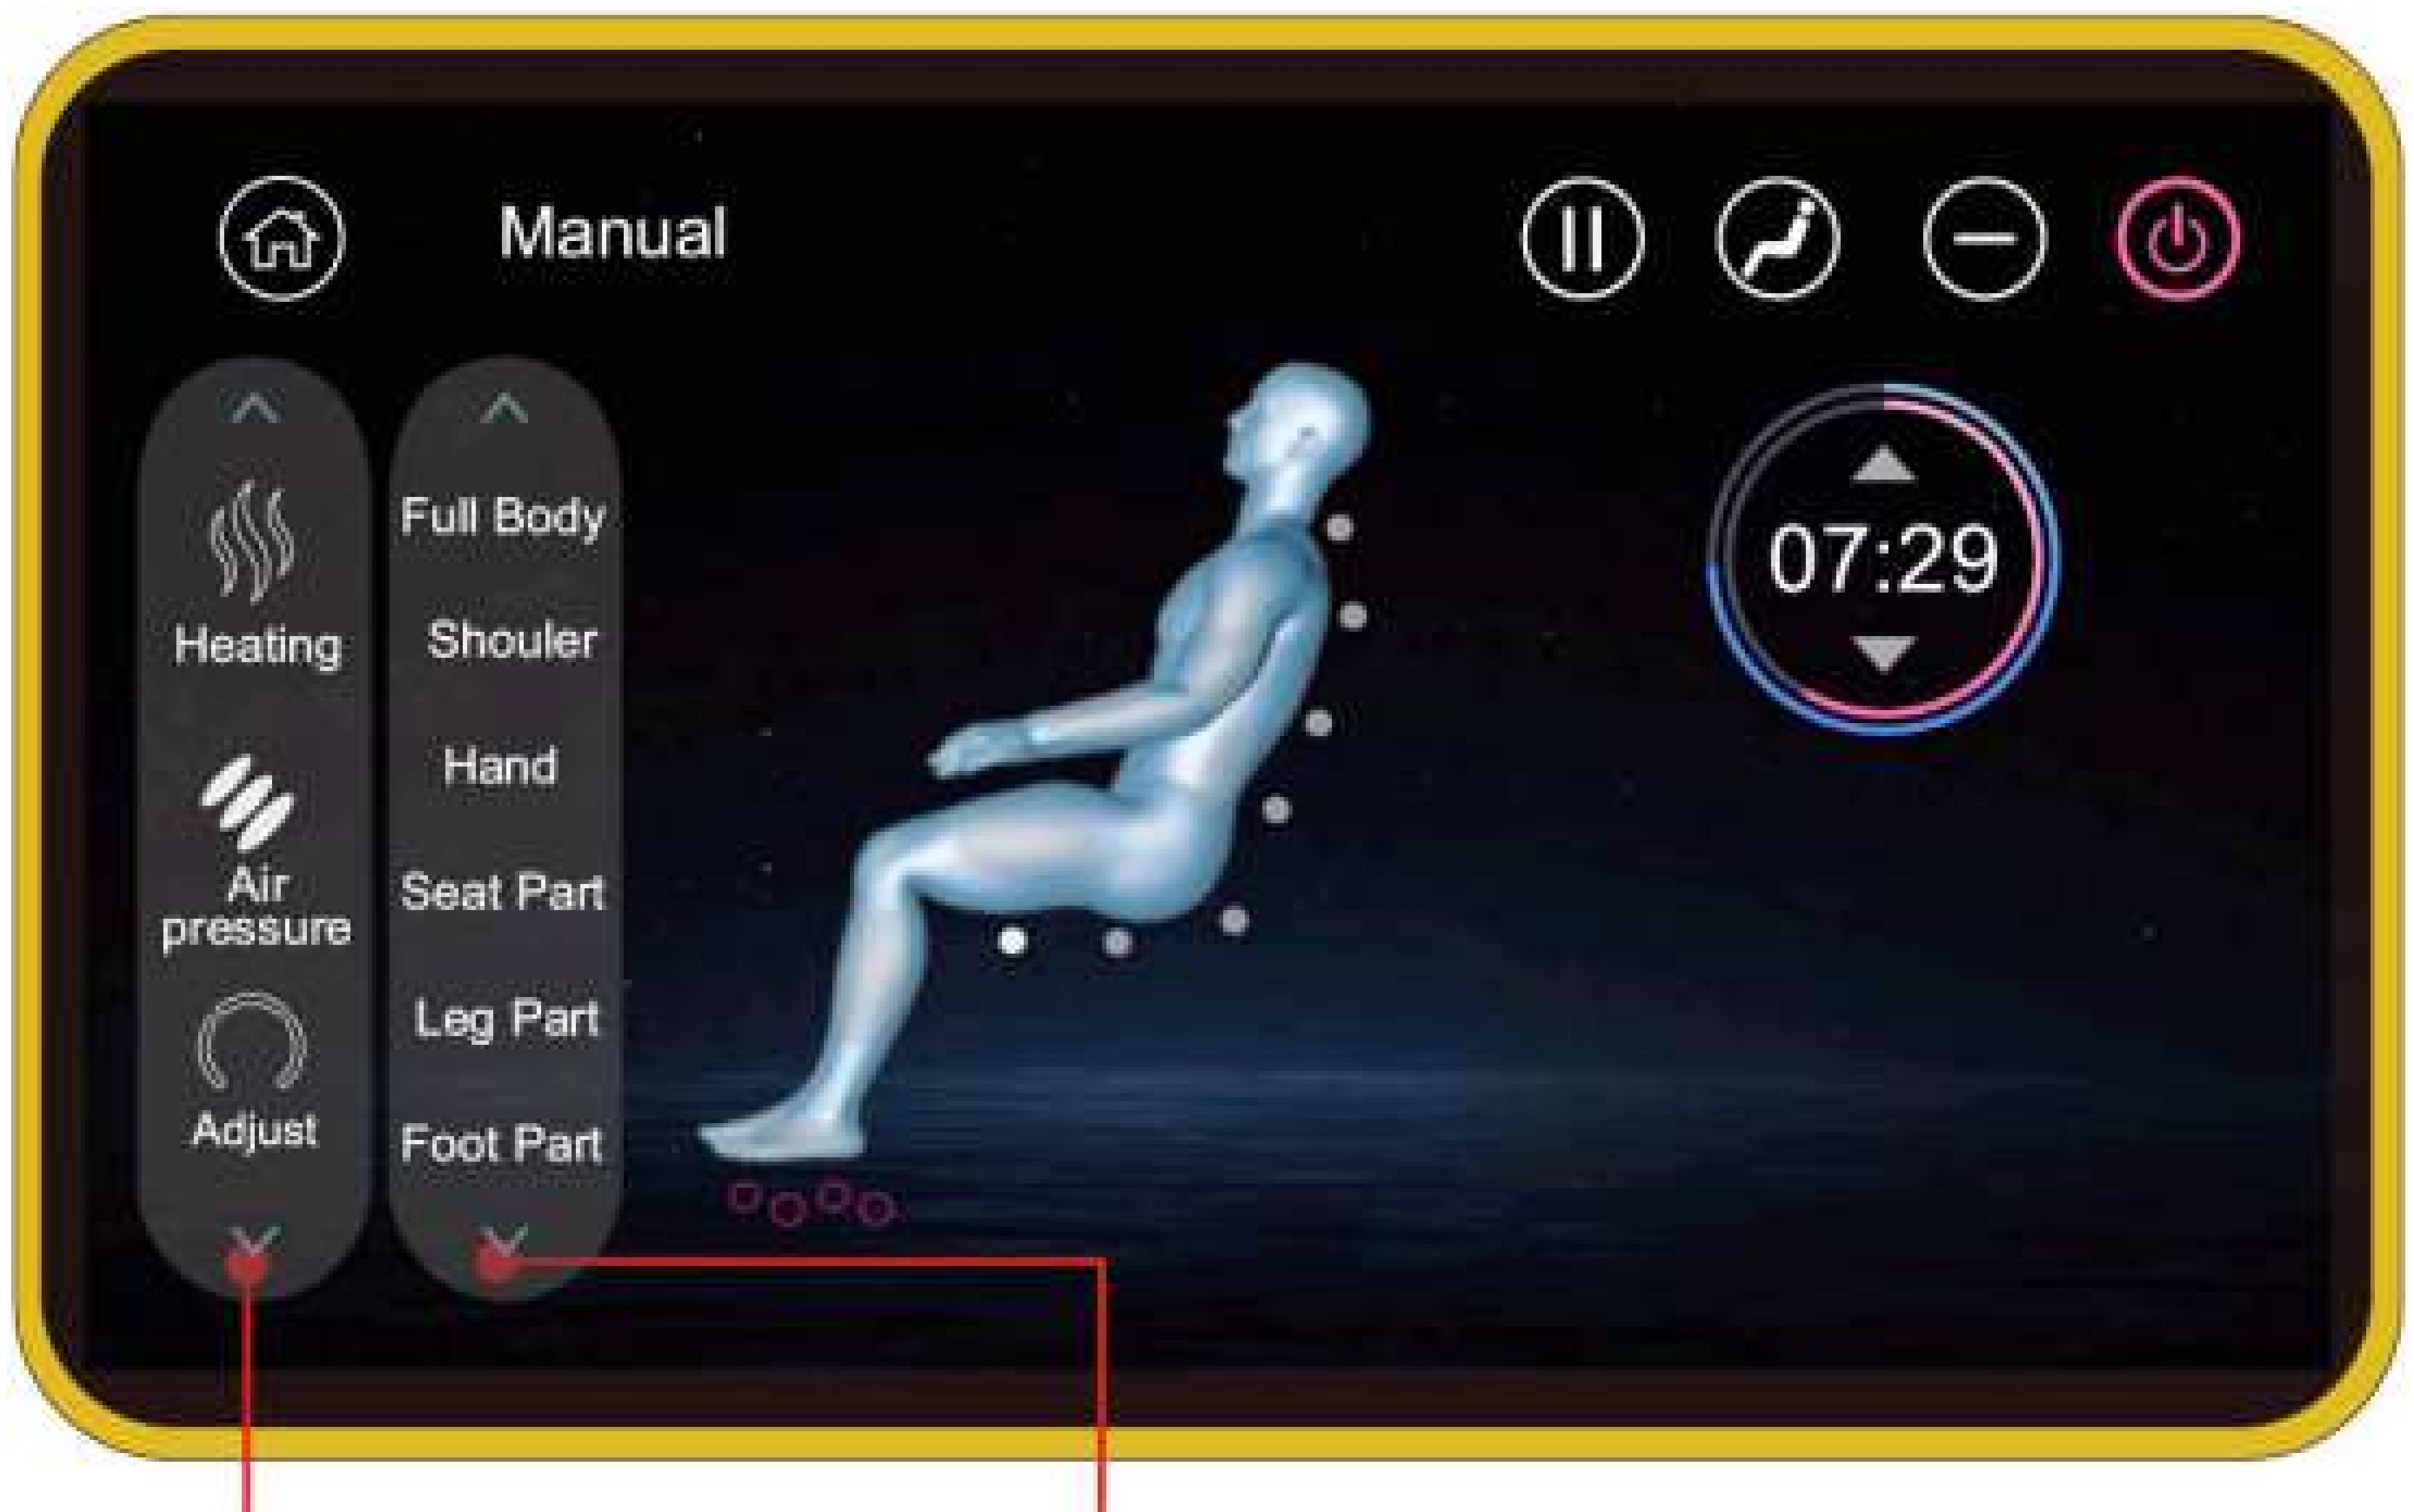 Manual
07:29
Heating
Air
pressure
Adjust
Full Body
Shouler
Hand
Seat Part
Leg Part
Foot Part